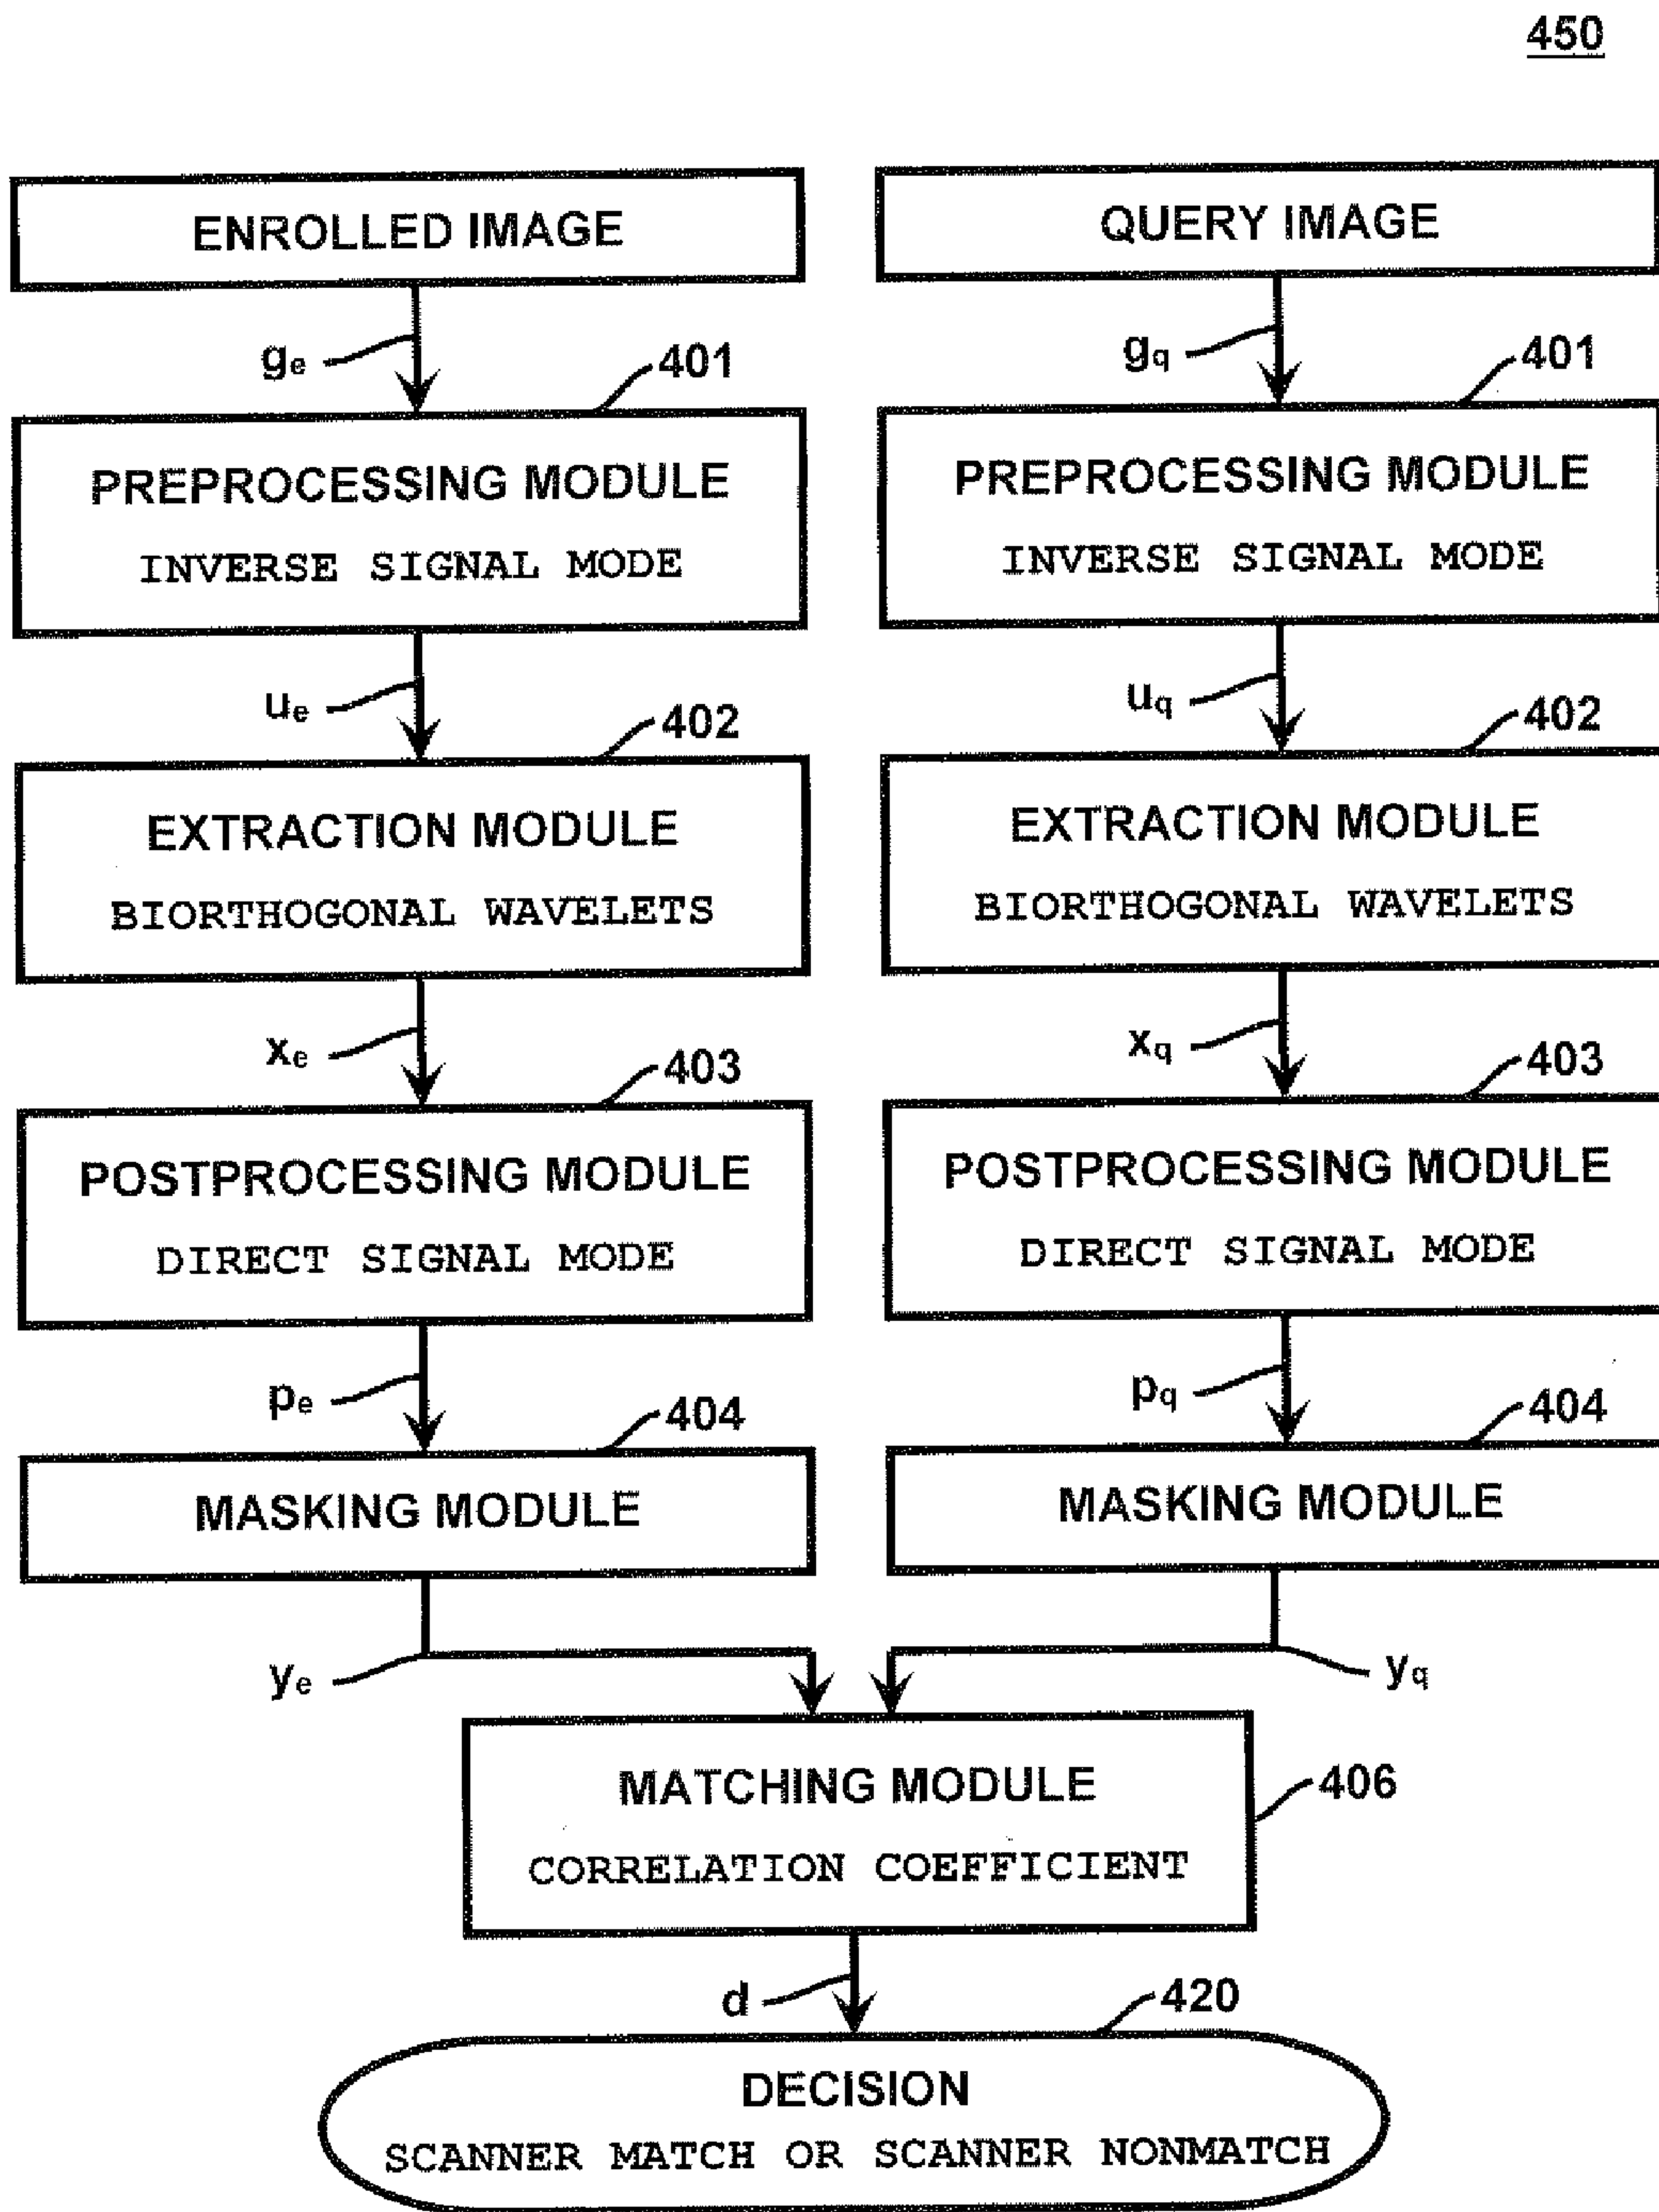 450
ENROLLED IMAGE
QUERY IMAGE
ge
gq
401
401
PREPROCESSING MODULE
INVERSE SIGNAL MODE
PREPROCESSING MODULE
INVERSE SIGNAL MODE
ue
uq
402
402
EXTRACTION MODULE
BIORTHOGONAL WAVELETS
EXTRACTION MODULE
BIORTHOGONAL WAVELETS
xe
xq
403
403
POSTPROCESSING MODULE
DIRECT SIGNAL MODE
POSTPROCESSING MODULE
DIRECT SIGNAL MODE
pe
pq
404
404
MASKING MODULE
MASKING MODULE
ye
yq
MATCHING MODULE
CORRELATION COEFFICIENT
406
d
420
DECISION
SCANNER MATCH OR SCANNER NONMATCH